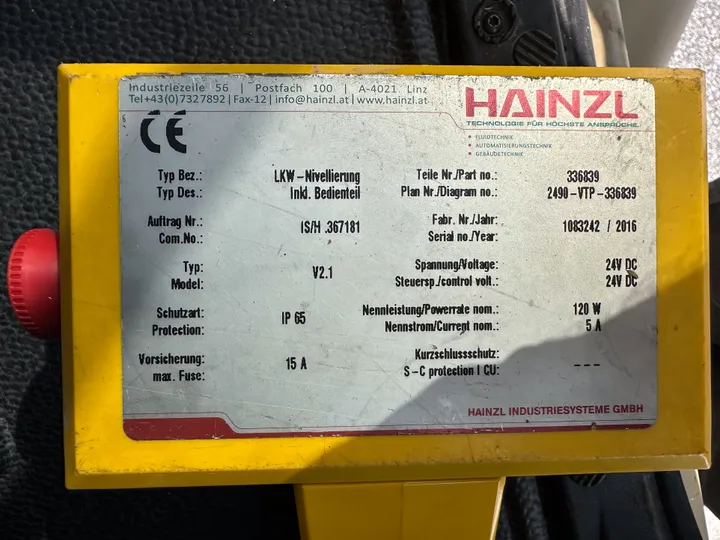 Industriezeile 56 | Postfach 100 | A-4021 Linz
Tel+43(0)7327892 | Fax-12 | info@hainzl.at | www.hainzl.at
HAINZL
TECHNOLOGIE FÜR HÖCHSTE ANSPRÜCHE
• FLUIDTECHNIK
• AUTOMATISIERUNGSTECHNIK
• GEBÄUDETECHNIK
CE
Typ Bez.: LKW-Nivellierung Teile Nr./Part no.: 336839
Typ Des.: Inkl. Bedienteil Plan Nr./Diagram no.: 2490-VTP-336839
Auftrag Nr.: IS/H .367181 Fabr. Nr./Jahr: 1083242 / 2016
Com.No.: Serial no./Year:
Typ: V2.1 Spannung/Voltage: 24V DC
Model: Steuersp./control volt.: 24V DC
Schutzart: IP 65 Nennleistung/Powerrate nom.: 120 W
Protection: Nennstrom/Current nom.: 5 A
Vorsicherung: 15 A Kurzschlussschutz: ---
max. Fuse: S-C protection I CU:
HAINZL INDUSTRIESYSTEME GMBH